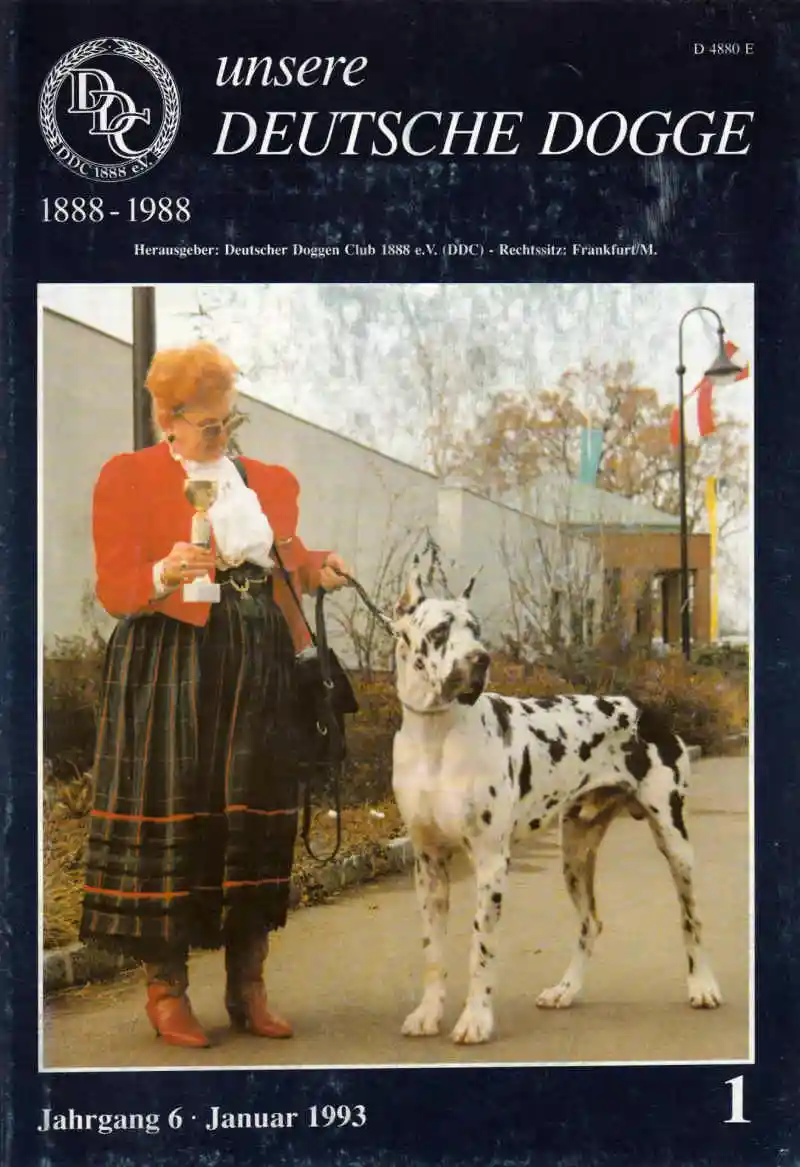 D 4880 E
unsere
DEUTSCHE DOGGE
DDC
DDC 1888 e.V.
1888 - 1988
Herausgeber: Deutscher Doggen Club 1888 e.V. (DDC) - Rechtssitz: Frankfurt/M.
Jahrgang 6 · Januar 1993
1